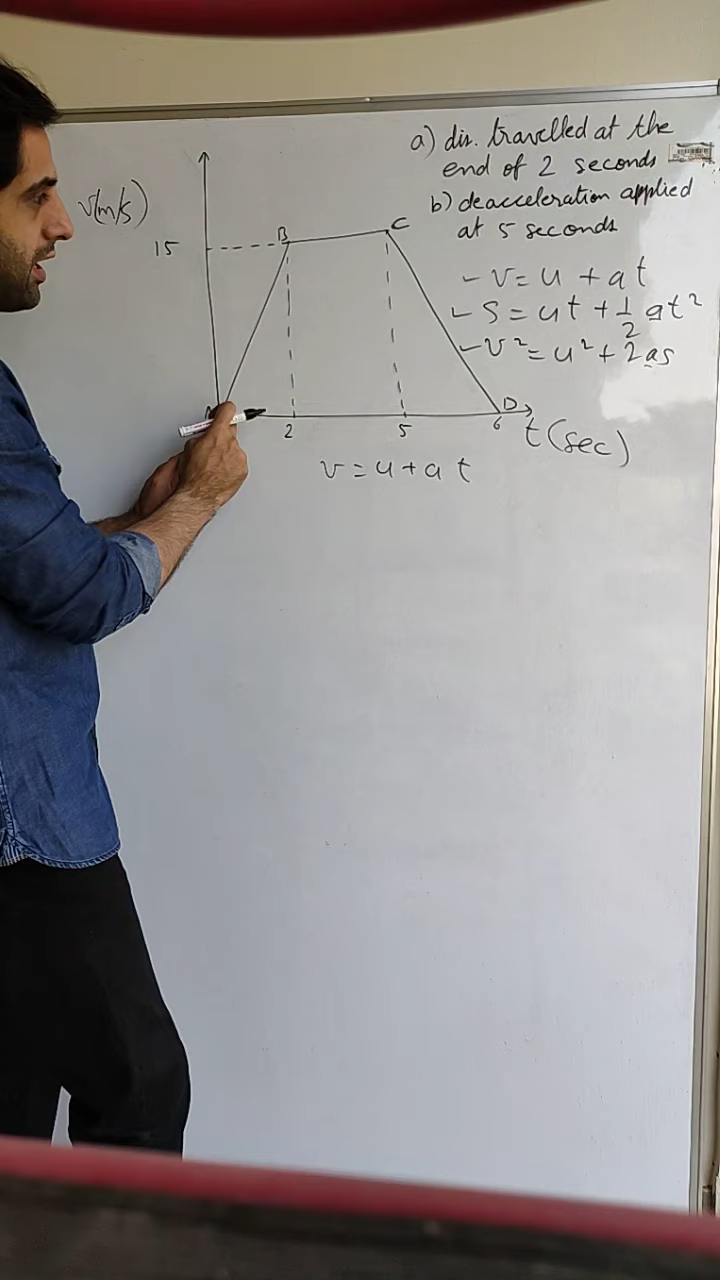 a) dis. travelled at the
end of 2 seconds
b) deacceleration applied
at 5 seconds
v(m/s)
15
B
C
- v = u + at
- S = ut + 1/2 at²
- v² = u² + 2as
D
2
5
6
t (sec)
v = u + a t